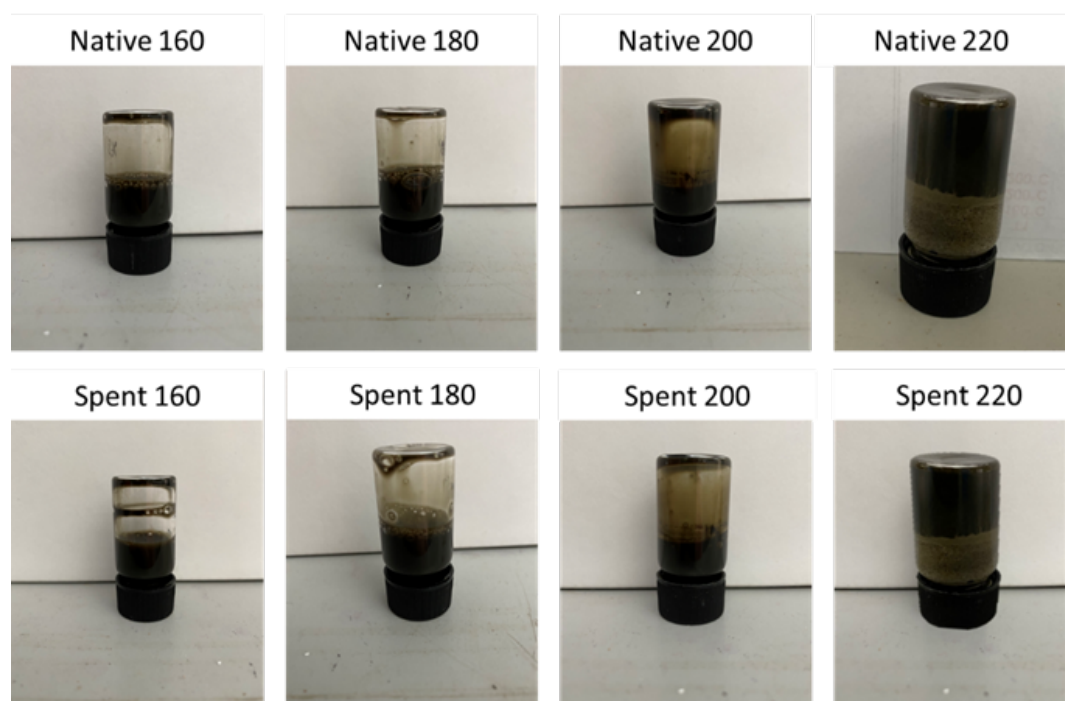 Native 160
Native 180
Native 200
Native 220
Spent 160
Spent 180
Spent 200
Spent 220